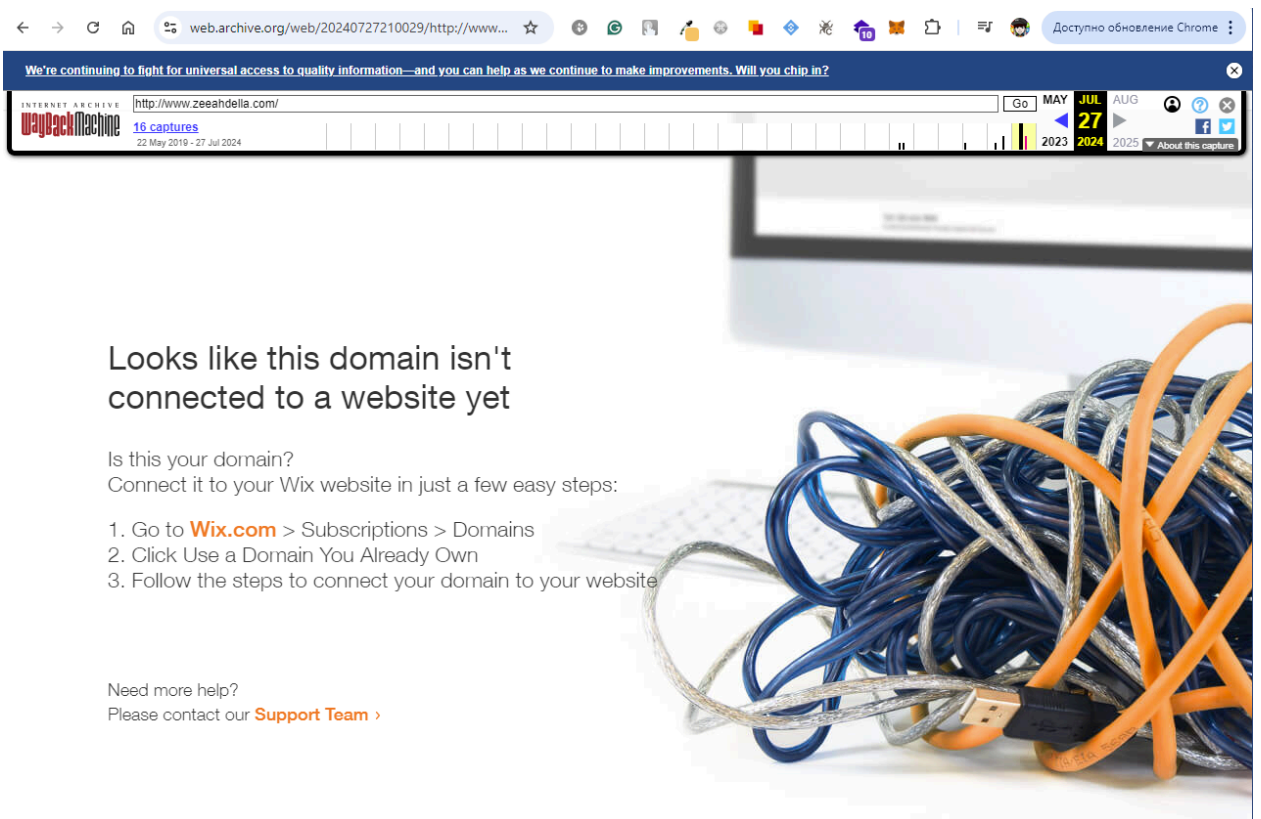 web.archive.org/web/20240727210029/http://www...
10
Доступно обновление Chrome
We're continuing to fight for universal access to quality information—and you can help as we continue to make improvements. Will you chip in?
INTERNET ARCHIVE
WayBackMachine
http://www.zeeahdella.com/
Go
16 captures
22 May 2019 - 27 Jul 2024
MAY JUL AUG
27
2023 2024 2025
About this capture
Looks like this domain isn't
connected to a website yet
Is this your domain?
Connect it to your Wix website in just a few easy steps:
1. Go to Wix.com > Subscriptions > Domains
2. Click Use a Domain You Already Own
3. Follow the steps to connect your domain to your website
Need more help?
Please contact our Support Team ›